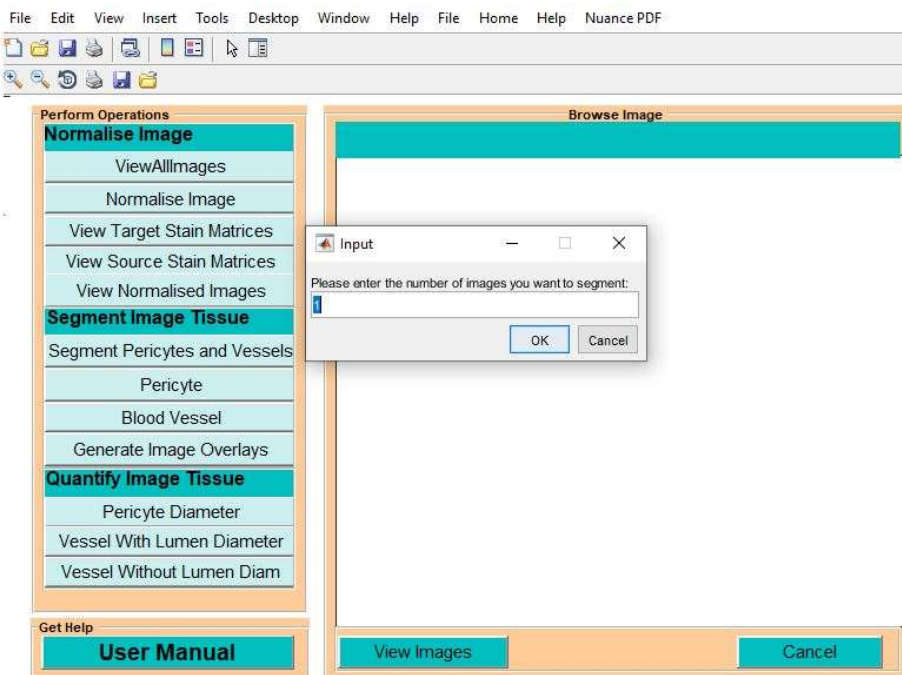 File Edit View Insert Tools Desktop Window Help File Home Help Nuance PDF
Perform Operations
Normalise Image
ViewAllImages
Normalise Image
View Target Stain Matrices
View Source Stain Matrices
View Normalised Images
Segment Image Tissue
Segment Pericytes and Vessels
Pericyte
Blood Vessel
Generate Image Overlays
Quantify Image Tissue
Pericyte Diameter
Vessel With Lumen Diameter
Vessel Without Lumen Diam
Get Help
User Manual
Browse Image
Input
Please enter the number of images you want to segment:
1
OK Cancel
View Images Cancel